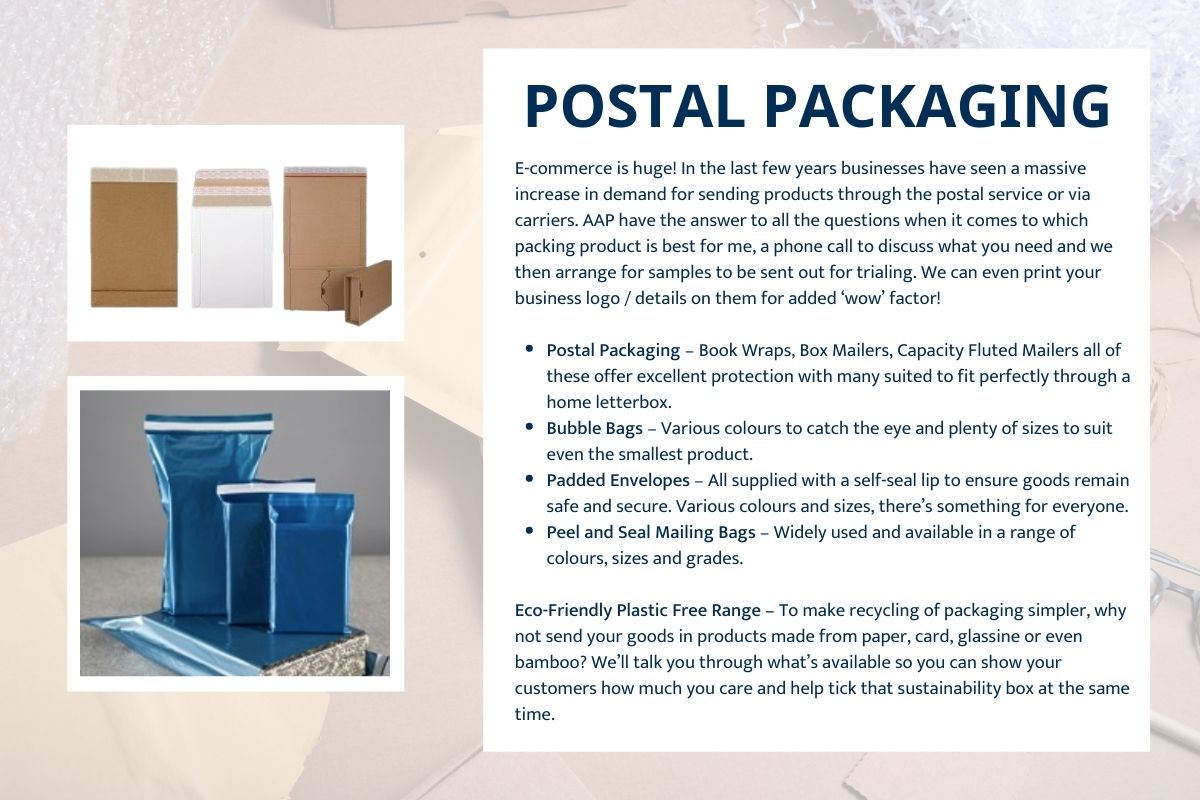 POSTAL PACKAGING
E-commerce is huge! In the last few years businesses have seen a massive
increase in demand for sending products through the postal service or via
carriers. AAP have the answer to all the questions when it comes to which
packing product is best for me, a phone call to discuss what you need and we
then arrange for samples to be sent out for trialing. We can even print your
business logo / details on them for added ‘wow’ factor!
• Postal Packaging – Book Wraps, Box Mailers, Capacity Fluted Mailers all of
these offer excellent protection with many suited to fit perfectly through a
home letterbox.
• Bubble Bags – Various colours to catch the eye and plenty of sizes to suit
even the smallest product.
• Padded Envelopes – All supplied with a self-seal lip to ensure goods remain
safe and secure. Various colours and sizes, there’s something for everyone.
• Peel and Seal Mailing Bags – Widely used and available in a range of
colours, sizes and grades.
Eco-Friendly Plastic Free Range – To make recycling of packaging simpler, why
not send your goods in products made from paper, card, glassine or even
bamboo? We’ll talk you through what’s available so you can show your
customers how much you care and help tick that sustainability box at the same
time.